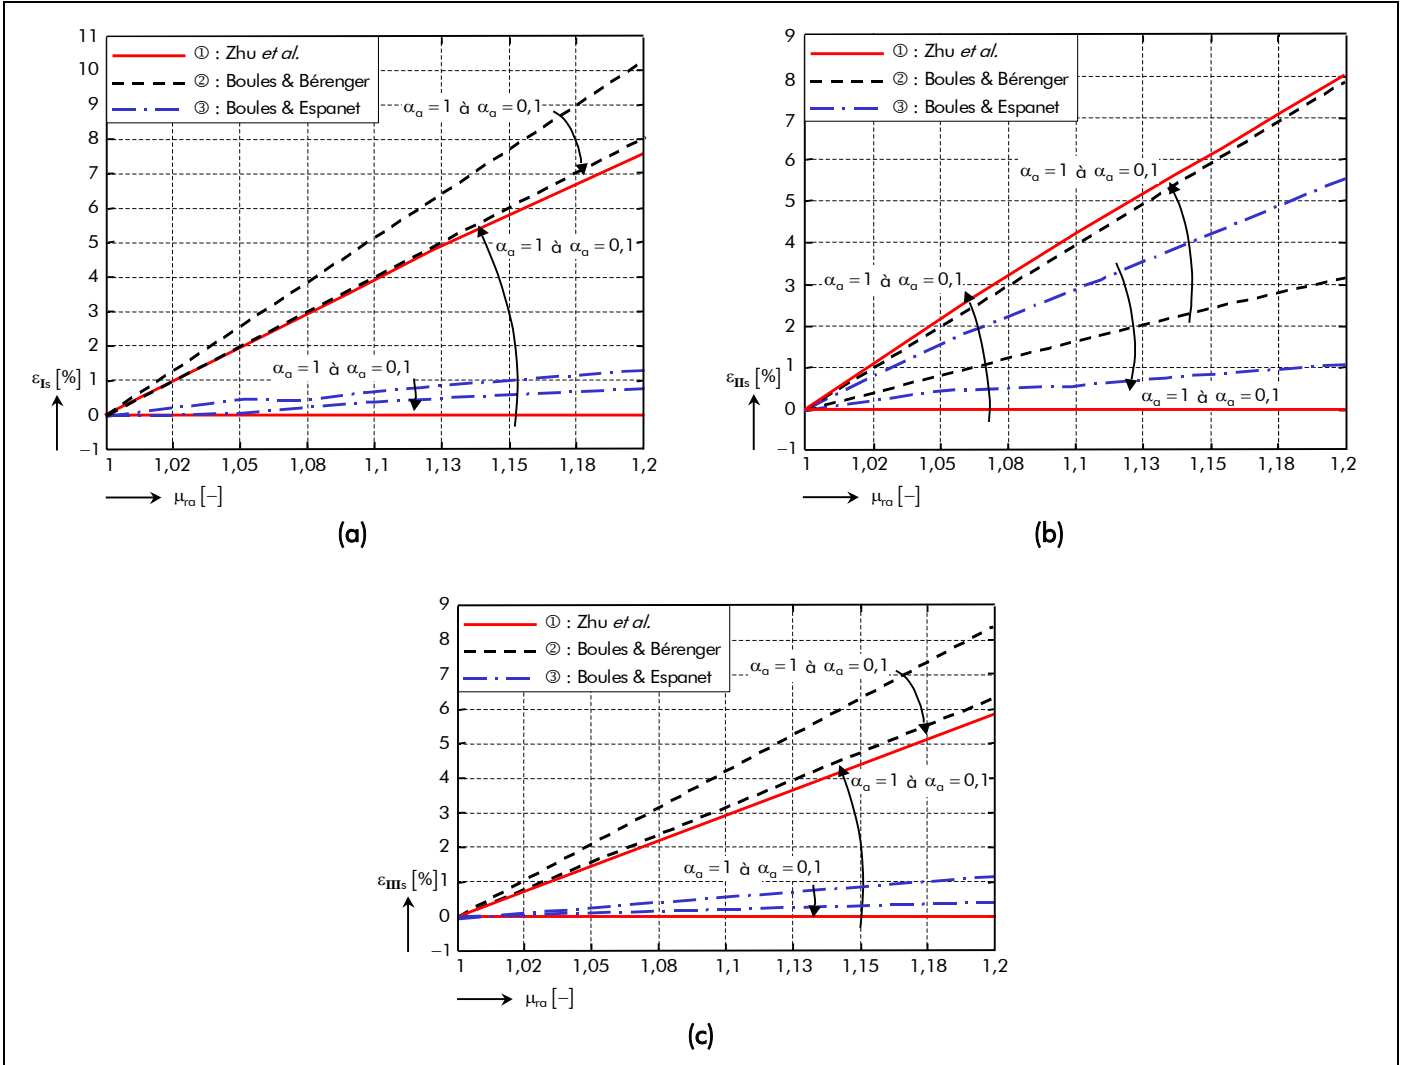 11
10
9
8
7
6
5
4
3
2
1
0
−1
① : Zhu et al.
② : Boules & Bérenger
③ : Boules & Espanet
αa = 1 à αa = 0,1
αa = 1 à αa = 0,1
αa = 1 à αa = 0,1
εIs [%]
1 1,02 1,05 1,08 1,1 1,13 1,15 1,18 1,2
μra [−]
(a)
9
8
7
6
5
4
3
2
1
0
−1
① : Zhu et al.
② : Boules & Bérenger
③ : Boules & Espanet
αa = 1 à αa = 0,1
αa = 1 à αa = 0,1
αa = 1 à αa = 0,1
εIIs [%]
1 1,02 1,05 1,08 1,1 1,13 1,15 1,18 1,2
μra [−]
(b)
9
8
7
6
5
4
3
2
1
0
−1
① : Zhu et al.
② : Boules & Bérenger
③ : Boules & Espanet
αa = 1 à αa = 0,1
αa = 1 à αa = 0,1
αa = 1 à αa = 0,1
εIIIs [%]
1 1,02 1,05 1,08 1,1 1,13 1,15 1,18 1,2
μra [−]
(c)